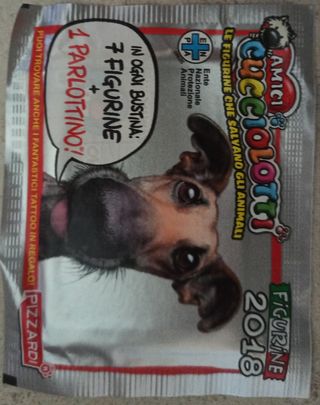 AMICI
CUCCIOLOTTI
LE FIGURINE CHE SALVANO GLI ANIMALI
ENPA
Ente
Nazionale
Protezione
Animali
IN OGNI BUSTINA:
7 FIGURINE
+
1 PARLOTTINO!
PUOI TROVARE ANCHE I FANTASTICI TATTOO IN REGALO!
PIZZARDI
FIGURINE
2018